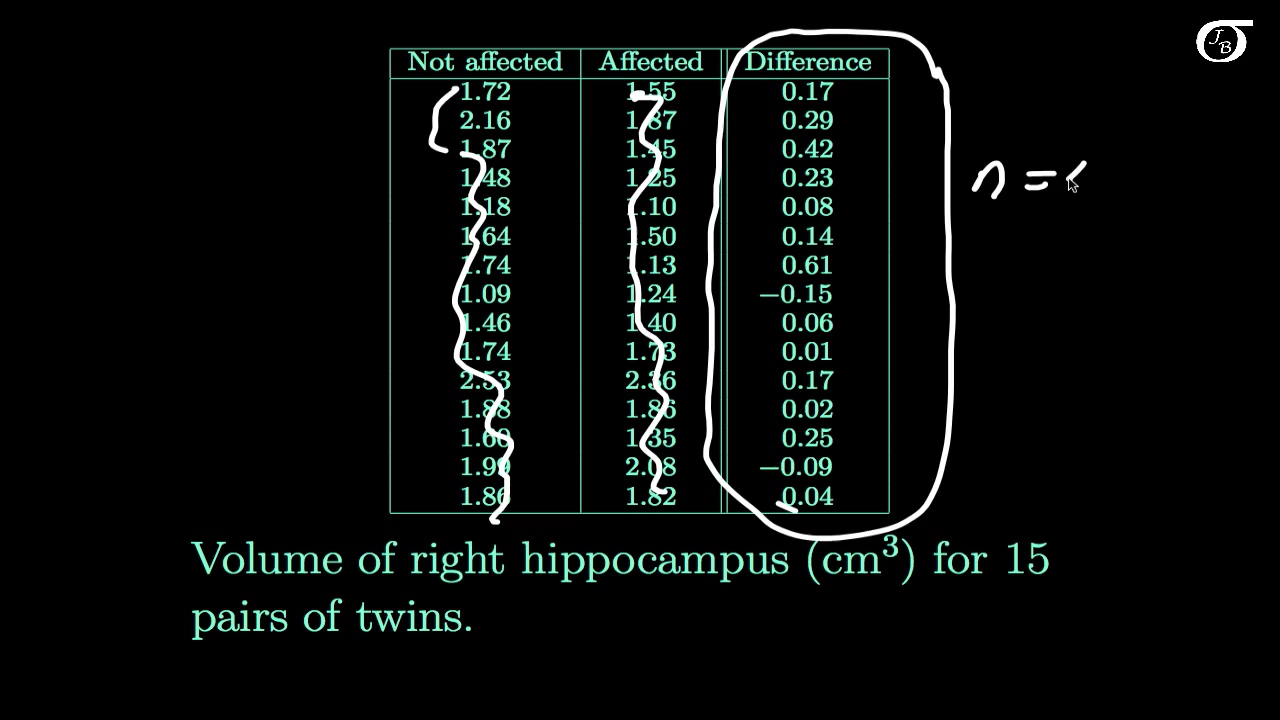 JB
Not affected Affected Difference
1.72 1.55 0.17
2.16 1.87 0.29
1.87 1.45 0.42
1.48 1.25 0.23
1.18 1.10 0.08
1.64 1.50 0.14
1.74 1.13 0.61
1.09 1.24 −0.15
1.46 1.40 0.06
1.74 1.73 0.01
2.53 2.36 0.17
1.88 1.86 0.02
1.60 1.35 0.25
1.99 2.08 −0.09
1.86 1.82 0.04
n =
Volume of right hippocampus (cm³) for 15
pairs of twins.